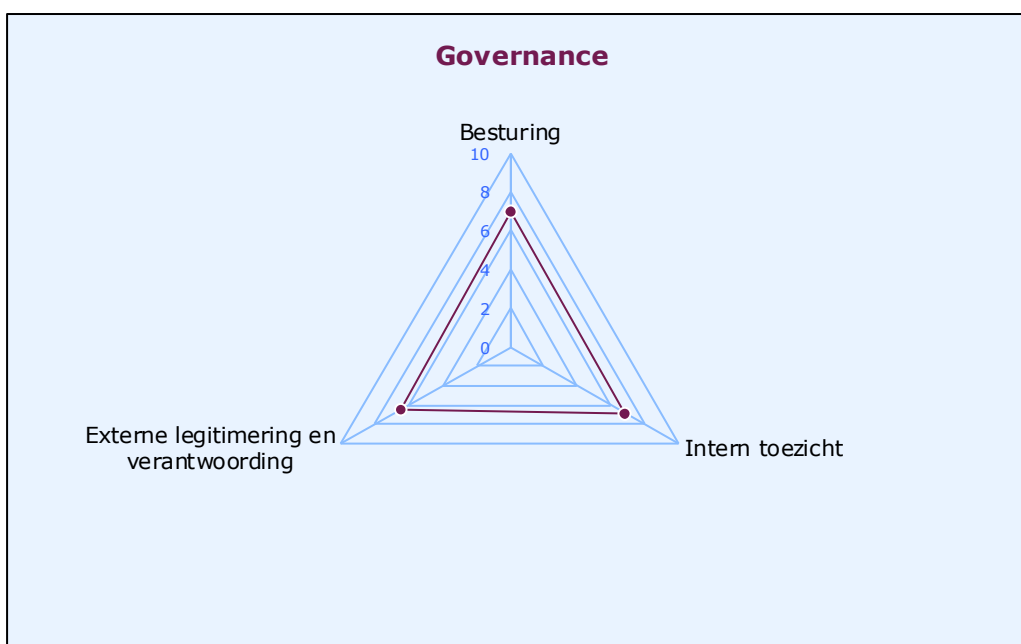 Governance
Besturing
10
8
6
4
2
0
Externe legitimering en
verantwoording
Intern toezicht